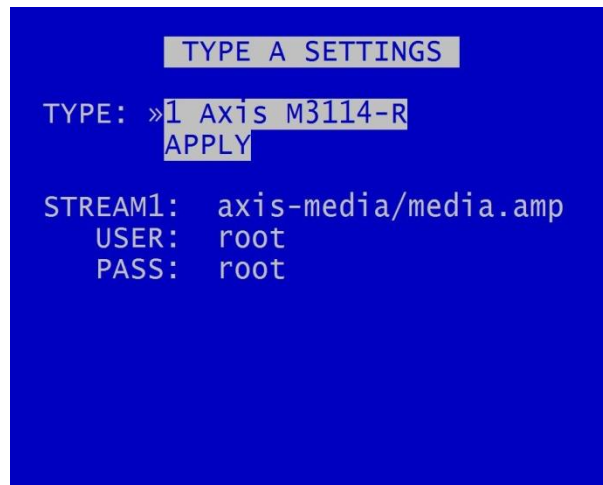 TYPE A SETTINGS
TYPE: »1 Axis M3114-R
APPLY
STREAM1: axis-media/media.amp
USER: root
PASS: root